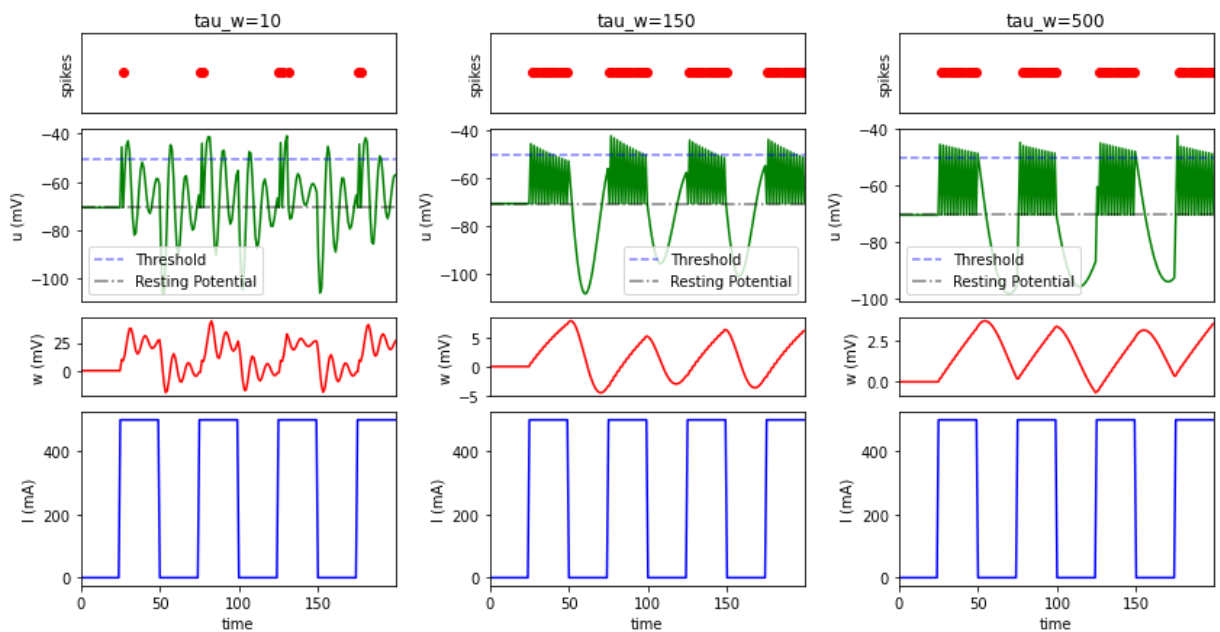 tau_w=10
tau_w=150
tau_w=500
spikes
spikes
spikes
−40
−60
−80
−100
u (mV)
Threshold
Resting Potential
−40
−60
−80
−100
u (mV)
Threshold
Resting Potential
−40
−60
−80
−100
u (mV)
Threshold
Resting Potential
25
0
w (mV)
5
0
−5
w (mV)
2.5
0.0
w (mV)
400
200
0
I (mA)
0 50 100 150
time
400
200
0
I (mA)
0 50 100 150
time
400
200
0
I (mA)
0 50 100 150
time